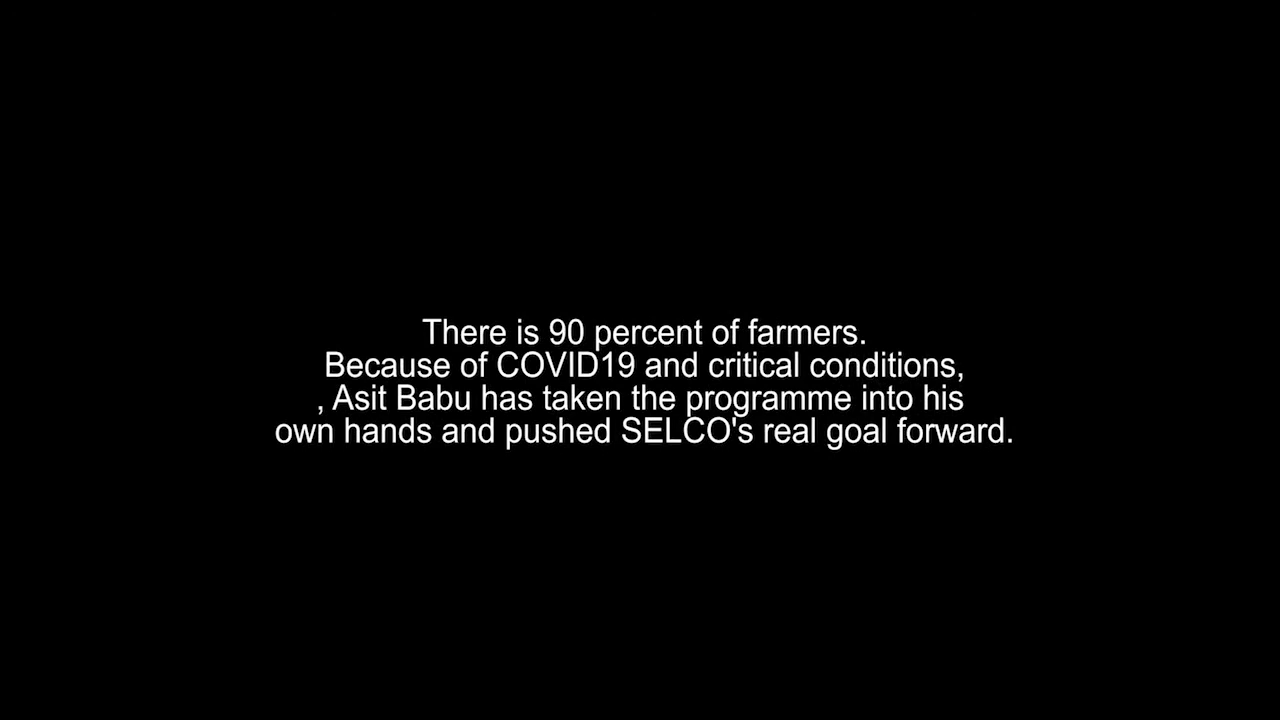 There is 90 percent of farmers.
Because of COVID19 and critical conditions,
, Asit Babu has taken the programme into his
own hands and pushed SELCO's real goal forward.